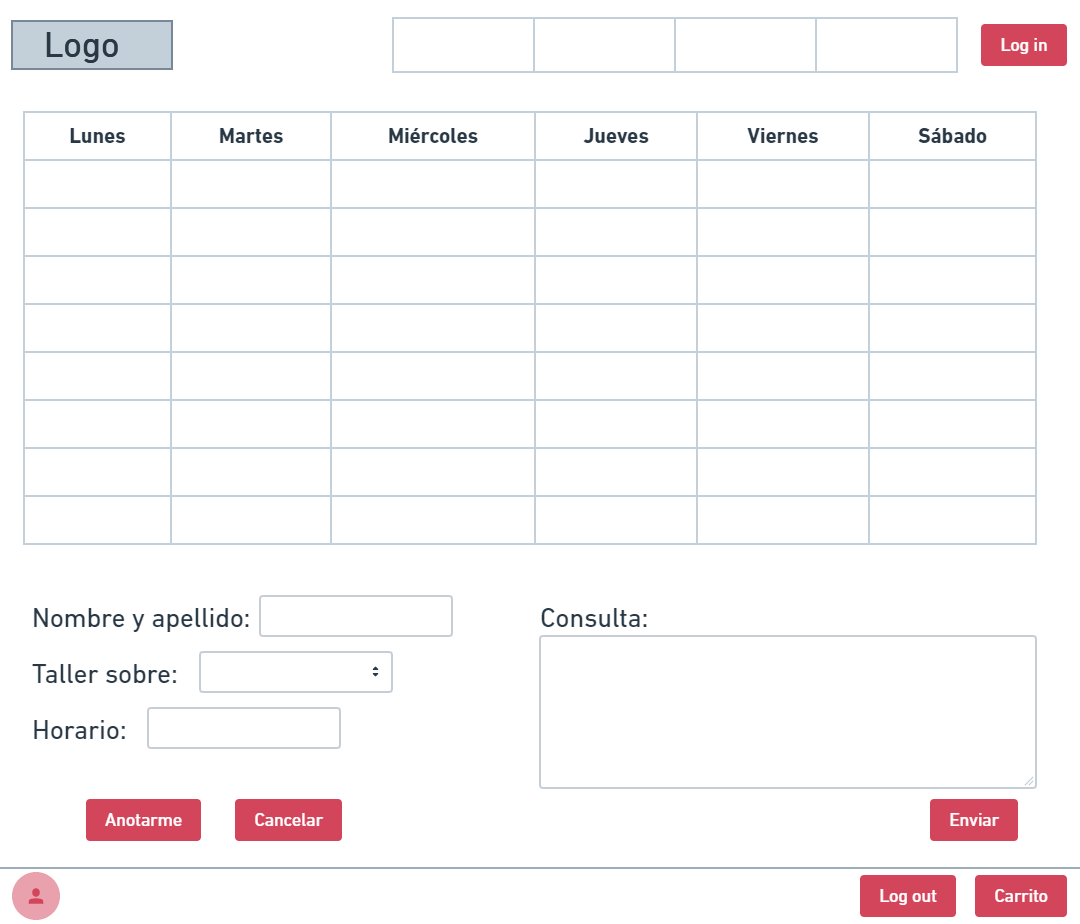 Logo
Log in
Lunes Martes Miércoles Jueves Viernes Sábado
Nombre y apellido:
Taller sobre:
Horario:
Anotarme Cancelar
Consulta:
Enviar
Log out Carrito